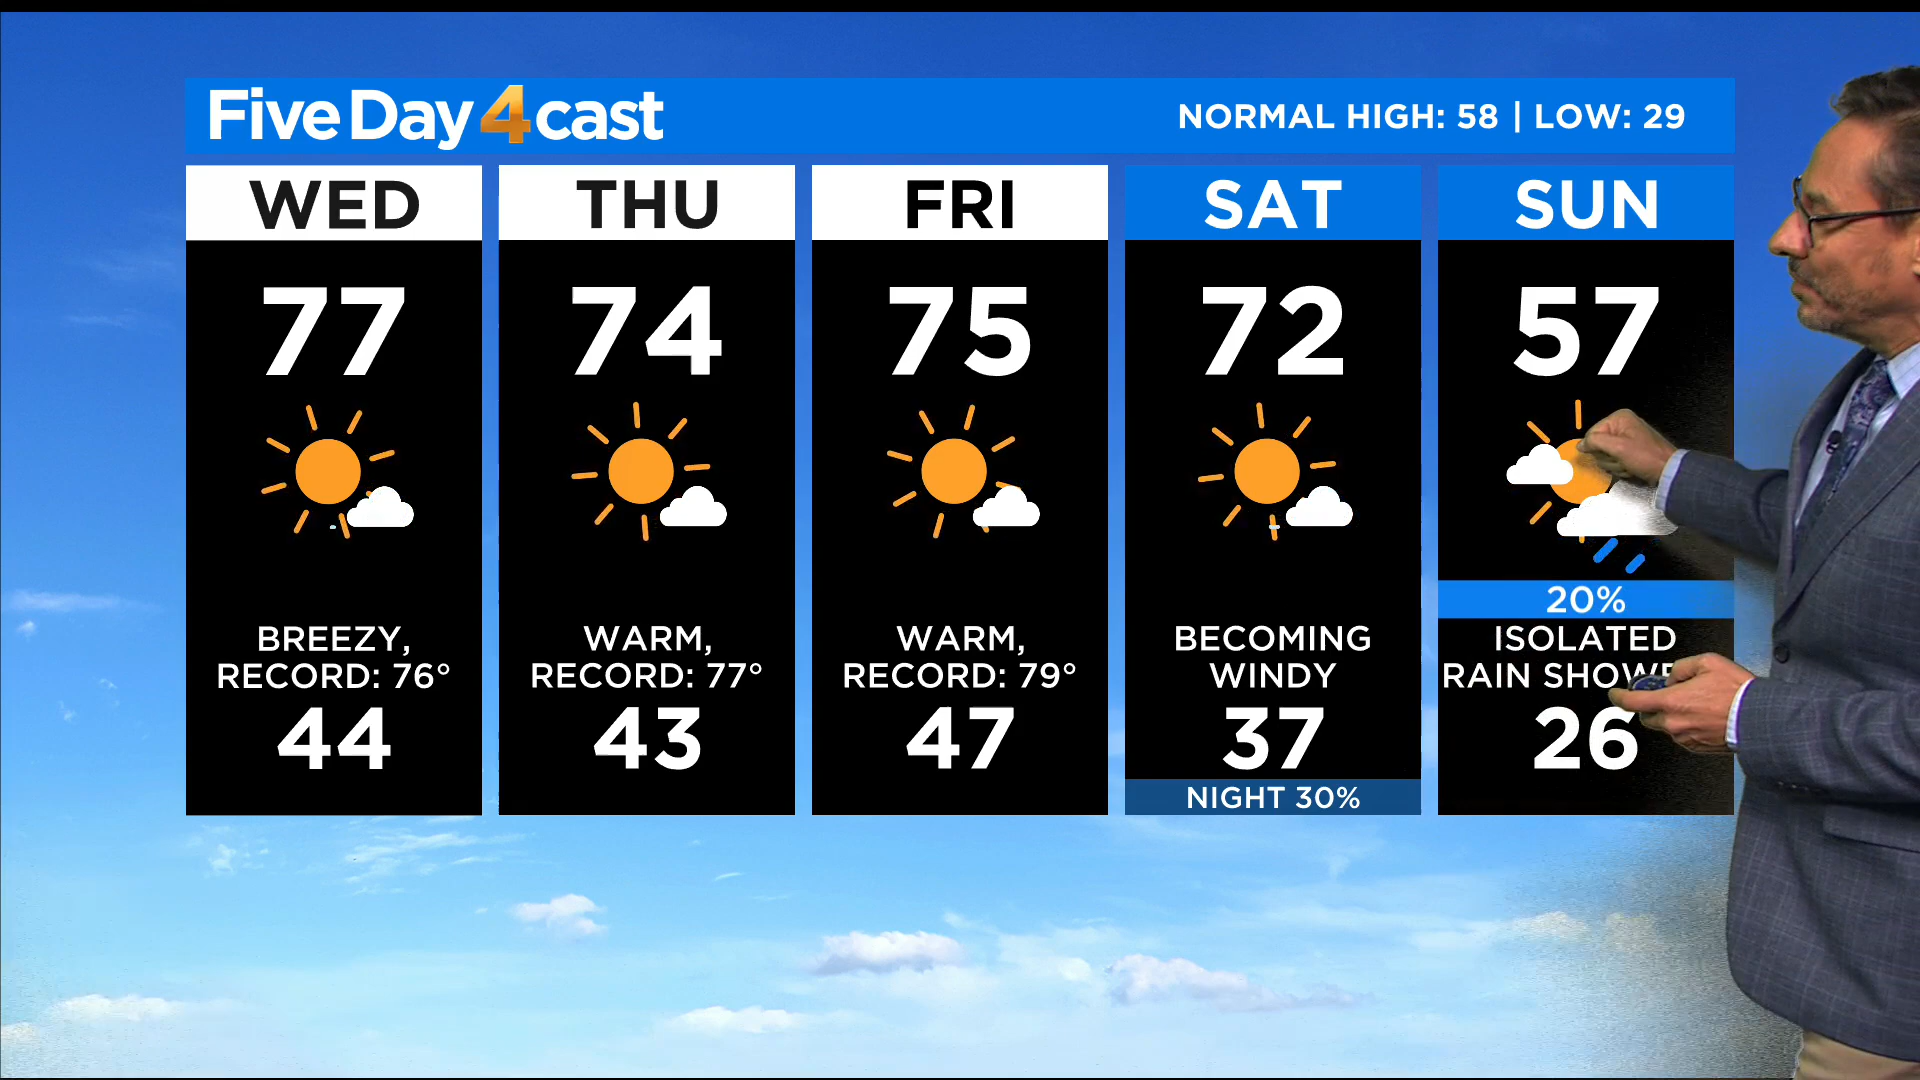 Five Day 4cast
NORMAL HIGH: 58 | LOW: 29
WED
77
BREEZY,
RECORD: 76°
44
THU
74
WARM,
RECORD: 77°
43
FRI
75
WARM,
RECORD: 79°
47
SAT
72
BECOMING
WINDY
37
NIGHT 30%
SUN
57
20%
ISOLATED
RAIN
26